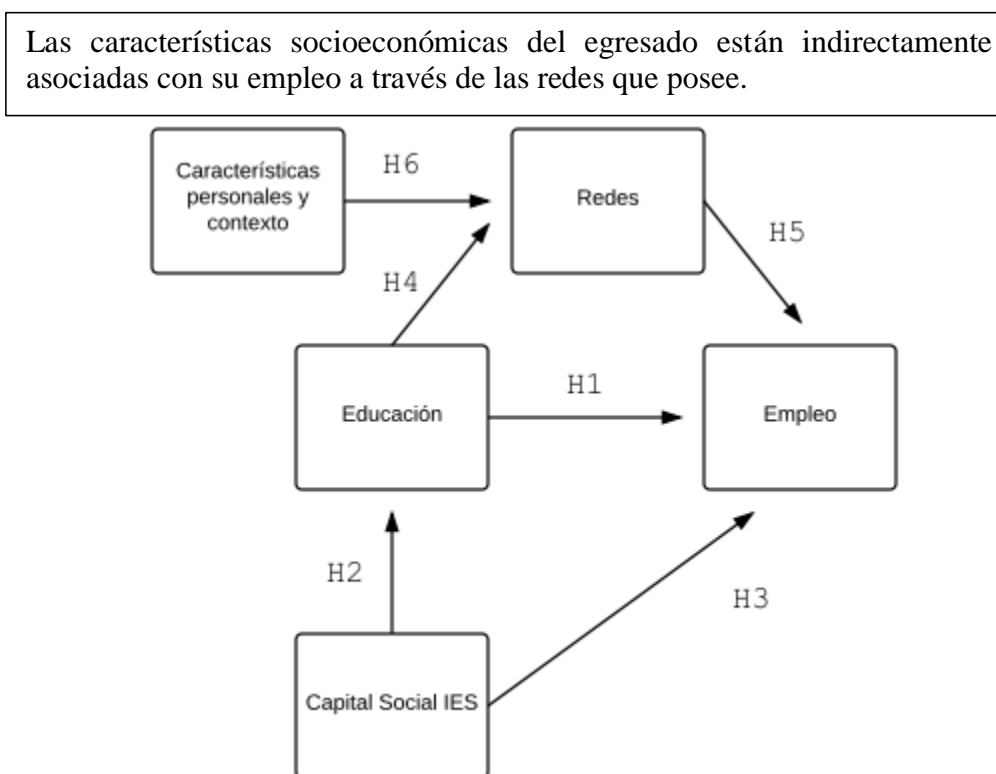 Las características socioeconómicas del egresado están indirectamente
asociadas con su empleo a través de las redes que posee.
Características
personales y
contexto
H6
Redes
H5
H4
Educación
H1
Empleo
H2
H3
Capital Social IES